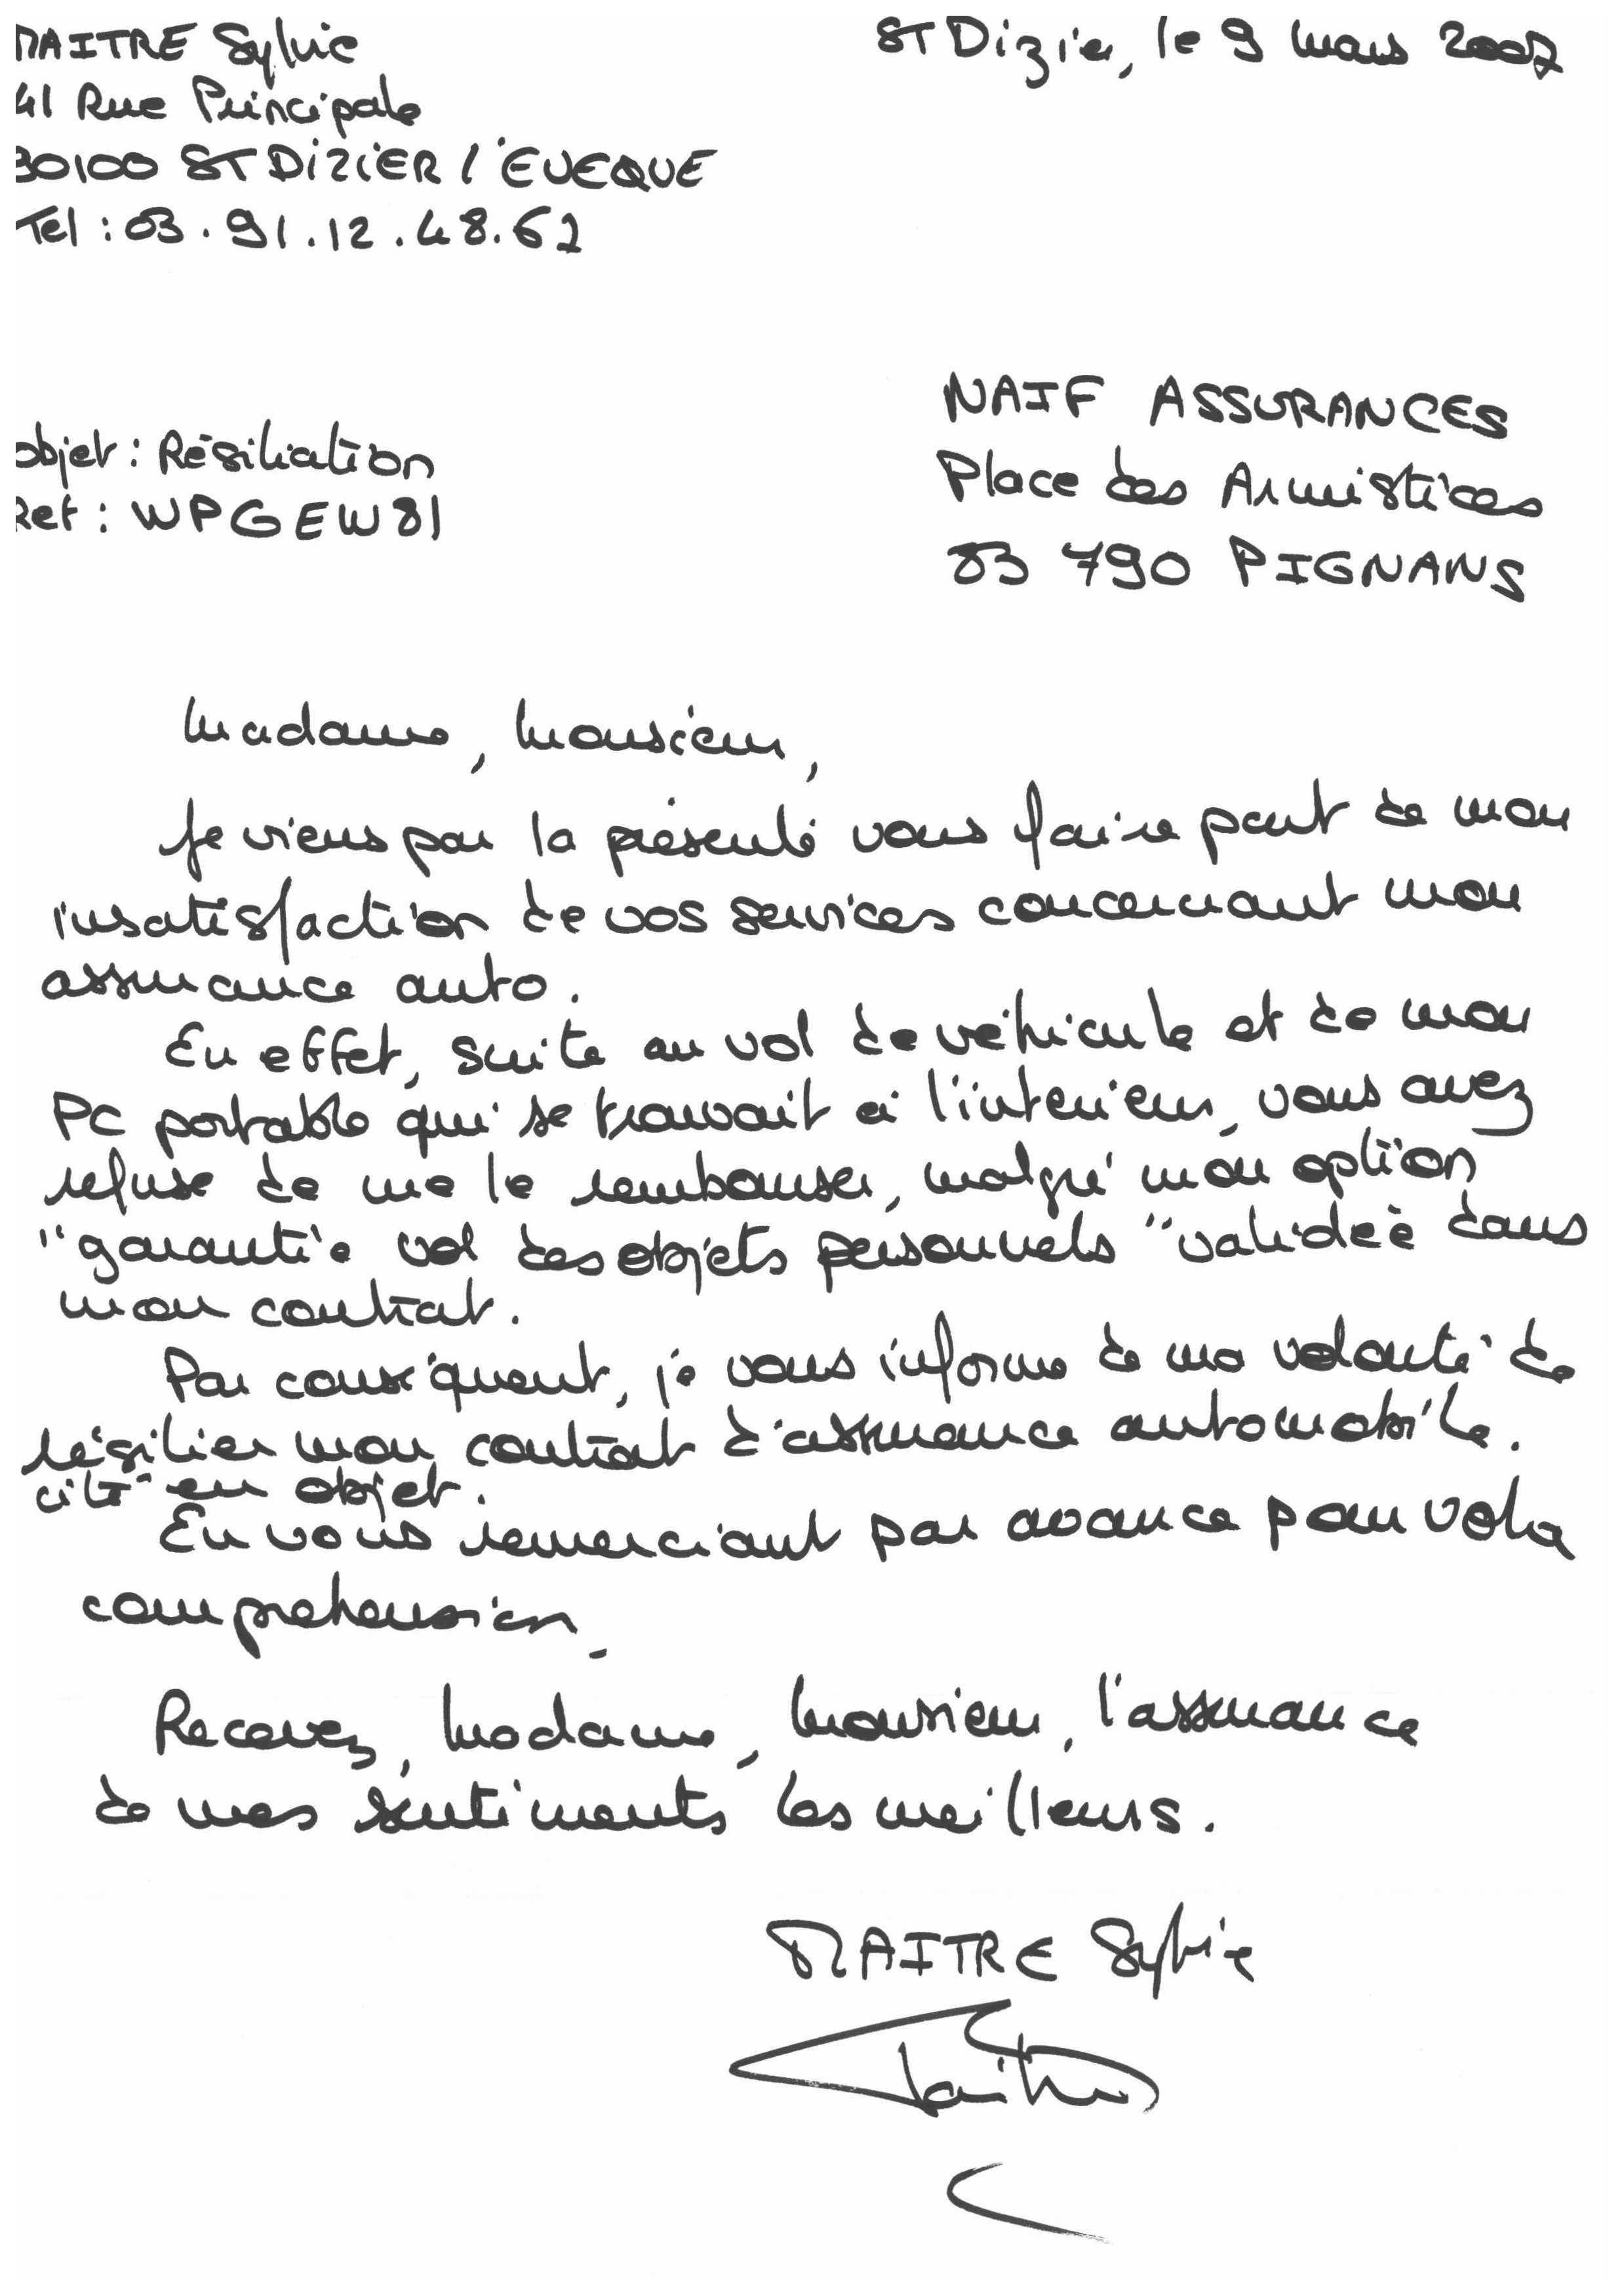 MAITRE Sylvie
St Dizier, le 9 mars 2007
41 Rue Principale
30100 ST DIZIER l'EVEQUE
Tel : 03.91.12.48.62
NAIF ASSURANCES
Place des Armistices
83 790 PIGNANS
objet : Résiliation
Ref : WPGEW81
Madame, Monsieur,
Je viens par la présente vous faire part de mon
insatisfaction de vos services concernant mon
assurance auto.
En effet, suite au vol de véhicule et de mon
PC portable qui se trouvait à l'interieur, vous avez
refusé de me le rembourser, malgré mon option
"garantie vol des objets personnels" validée dans
mon contrat.
Par conséquent, je vous informe de ma volonté de
résilier mon contrat d'assurance automobile.
cité en objet.
En vous remerciant par avance pour votre
comprehension.
Recevez, Madame, Monsieur, l'assurance
de mes sentiments les meilleurs.
MAITRE Sylvie
Maitre